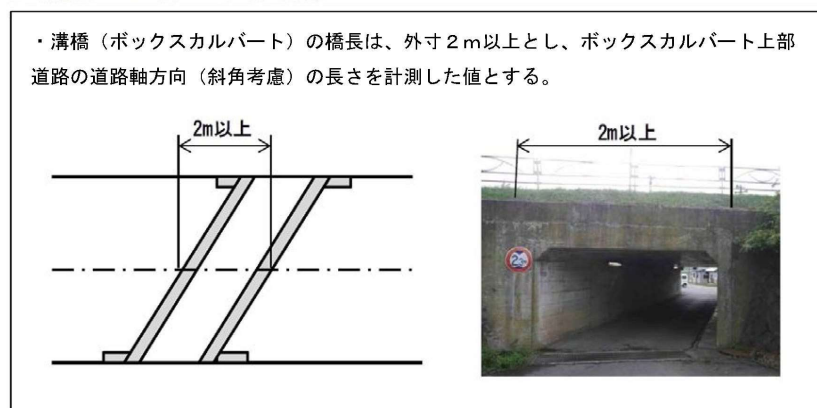 ・溝橋（ボックスカルバート）の橋長は、外寸２ｍ以上とし、ボックスカルバート上部
道路の道路軸方向（斜角考慮）の長さを計測した値とする。
2m以上
2m以上